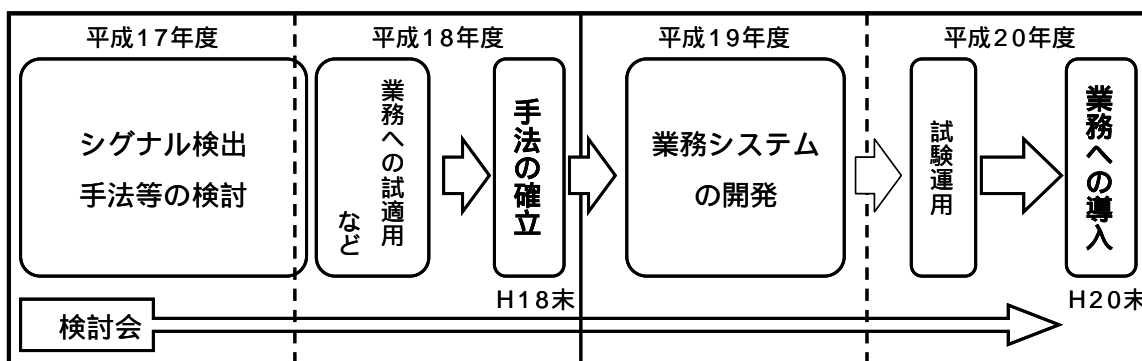 平成17年度
平成18年度
平成19年度
平成20年度
シグナル検出
手法等の検討
業務への試適用
など
手法の確立
業務システム
の開発
試験運用
業務への導入
H18末
H20末
検討会